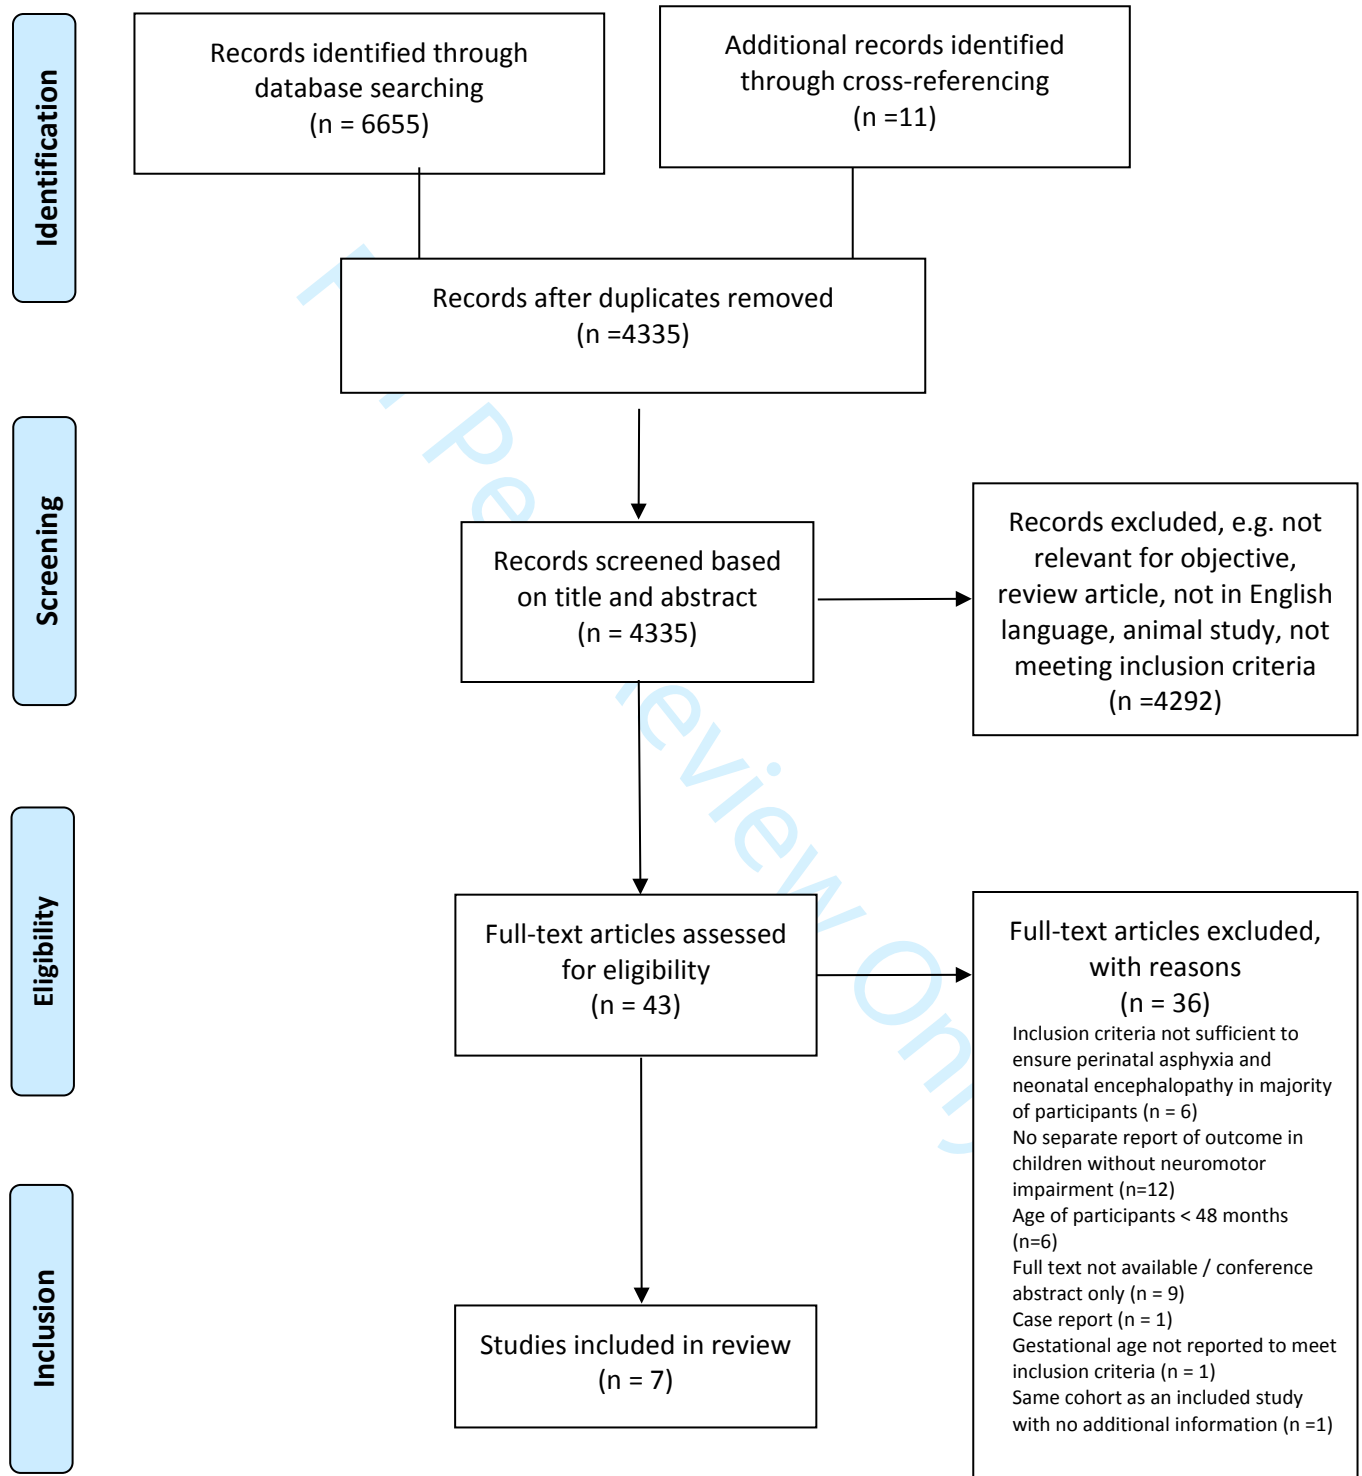 Identification
Records identified through
database searching
(n = 6655)
Additional records identified
through cross-referencing
(n =11)
Records after duplicates removed
(n =4335)
Screening
Records screened based
on title and abstract
(n = 4335)
Records excluded, e.g. not
relevant for objective,
review article, not in English
language, animal study, not
meeting inclusion criteria
(n =4292)
Eligibility
Full-text articles assessed
for eligibility
(n = 43)
Full-text articles excluded,
with reasons
(n = 36)
Inclusion criteria not sufficient to
ensure perinatal asphyxia and
neonatal encephalopathy in majority
of participants (n = 6)
No separate report of outcome in
children without neuromotor
impairment (n=12)
Age of participants < 48 months
(n=6)
Full text not available / conference
abstract only (n = 9)
Case report (n = 1)
Gestational age not reported to meet
inclusion criteria (n = 1)
Same cohort as an included study
with no additional information (n =1)
Inclusion
Studies included in review
(n = 7)